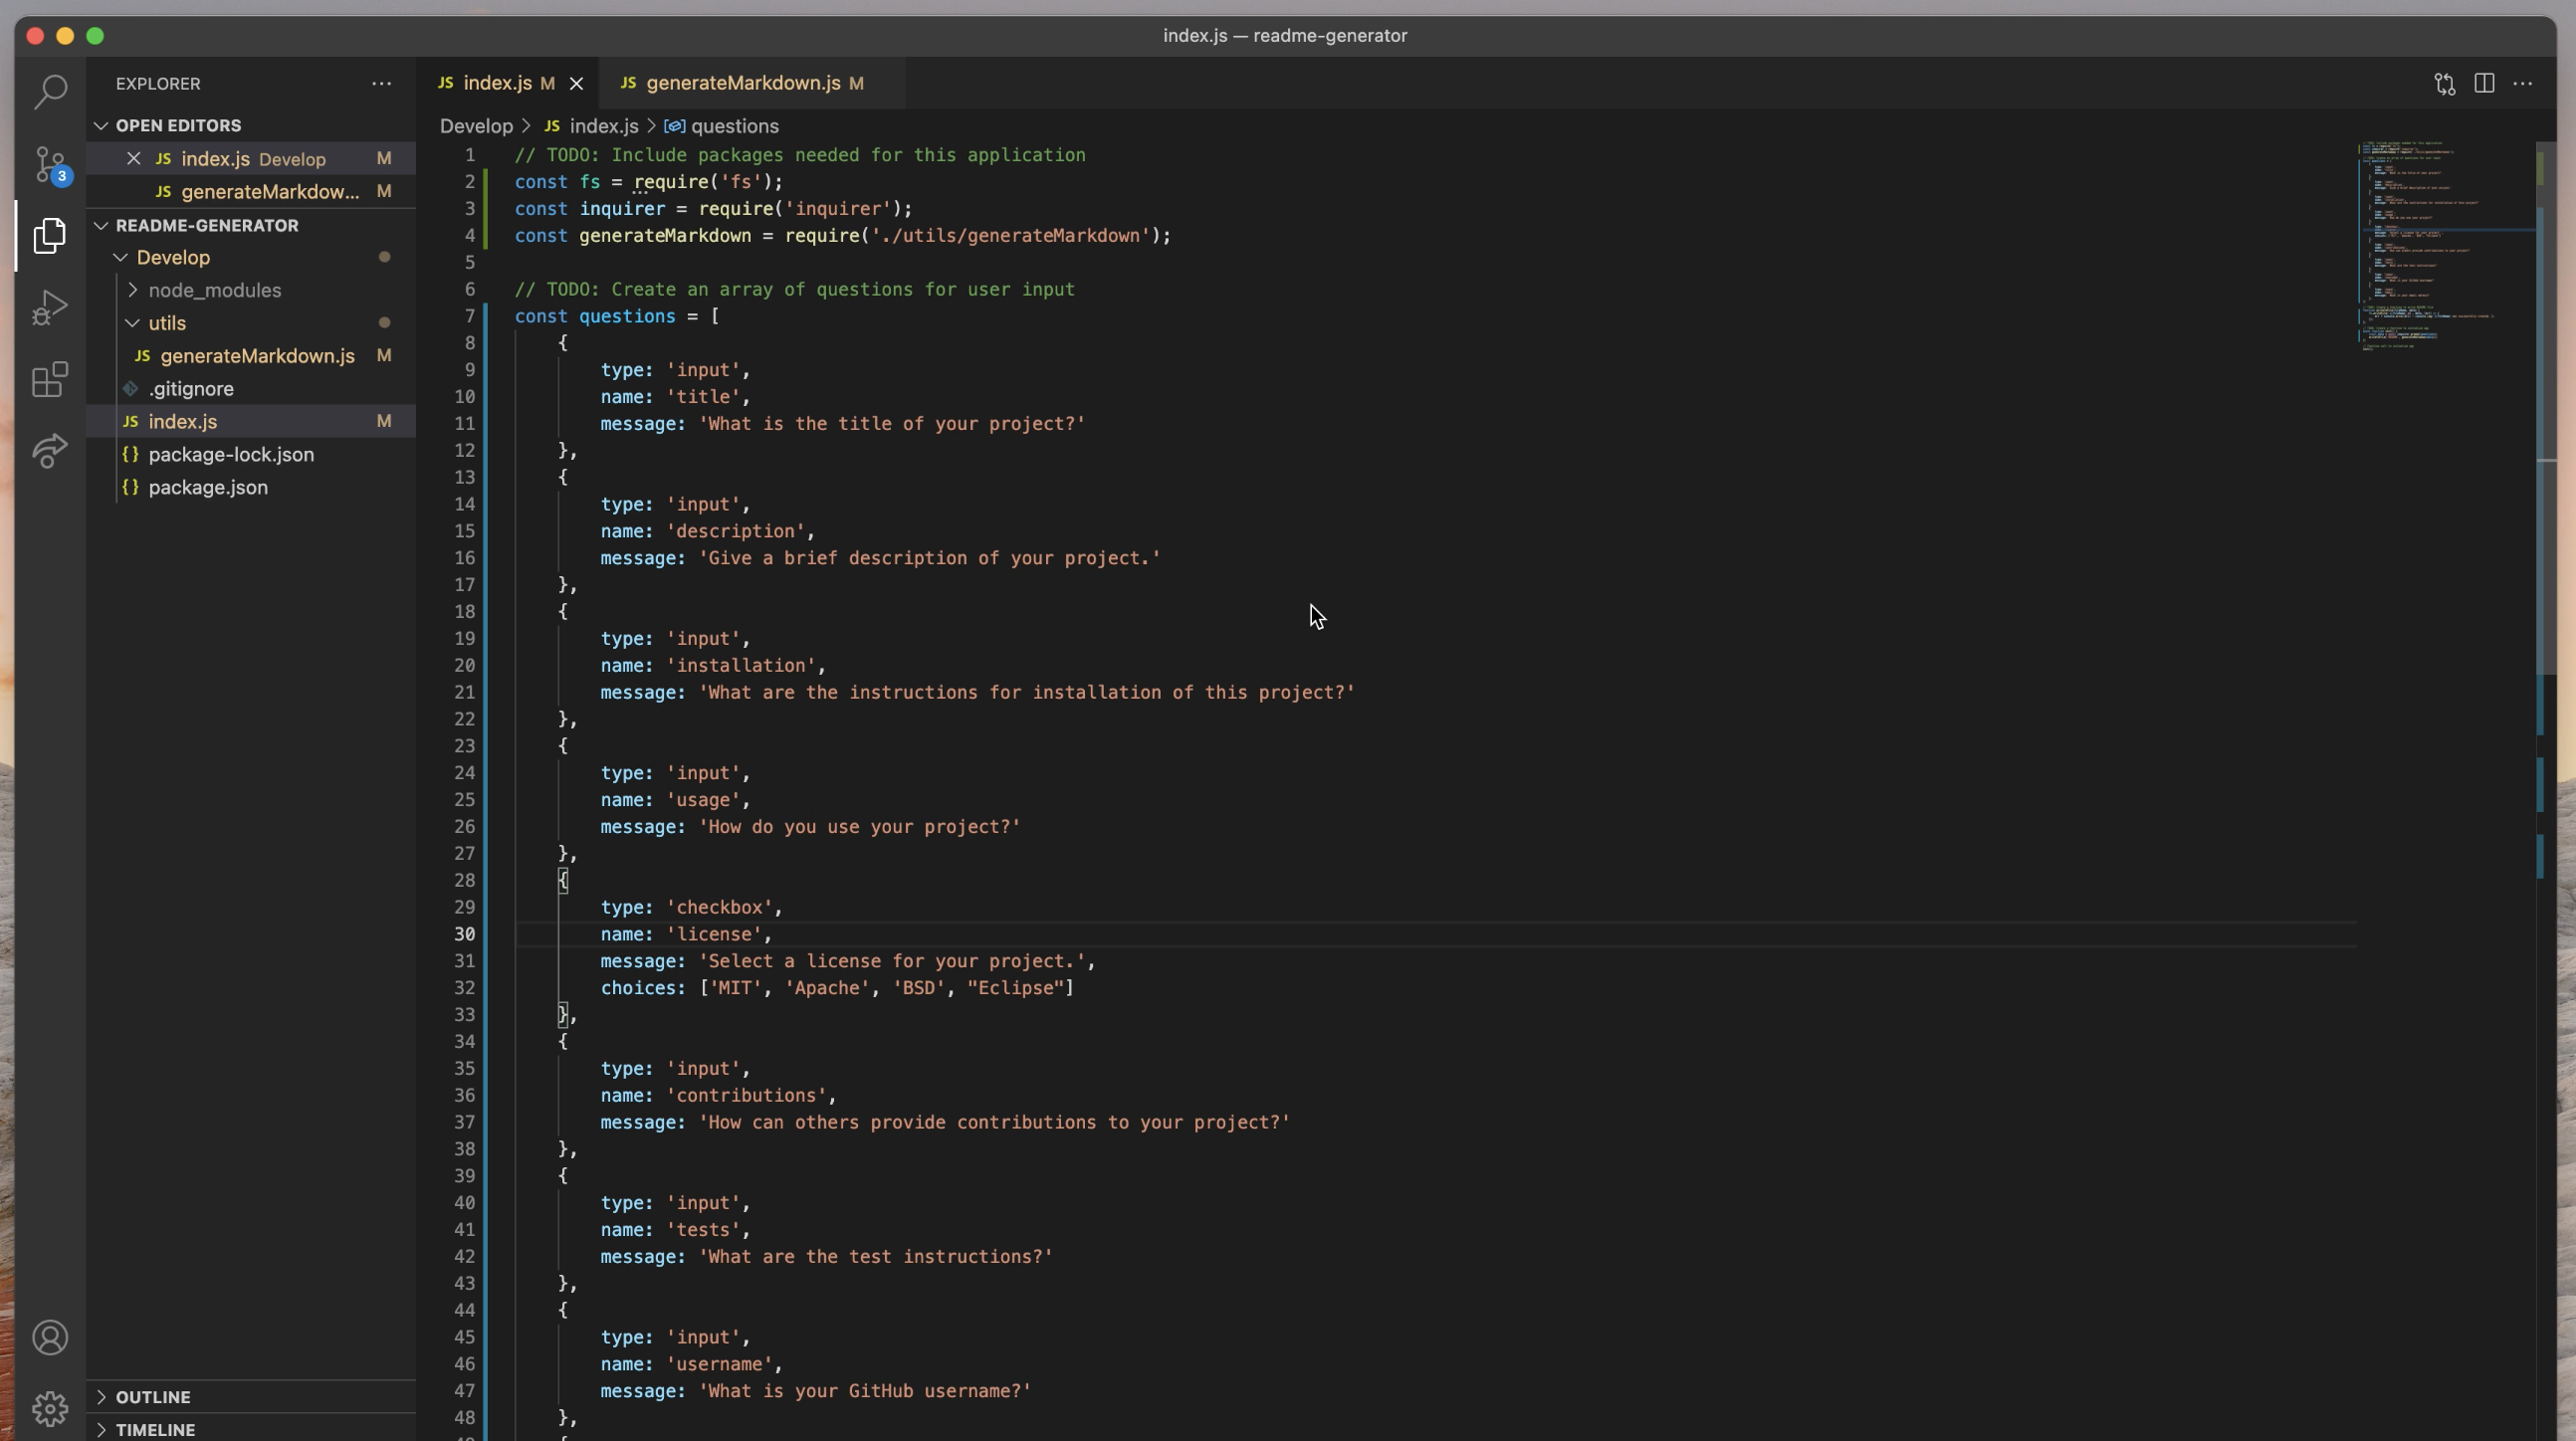 index.js — readme-generator
EXPLORER
OPEN EDITORS
JS index.js Develop M
JS generateMarkdow... M
README-GENERATOR
Develop
node_modules
utils
JS generateMarkdown.js M
.gitignore
JS index.js M
{} package-lock.json
{} package.json
OUTLINE
TIMELINE
3
JS index.js M
JS generateMarkdown.js M
Develop > JS index.js > questions
1 // TODO: Include packages needed for this application
2 const fs = require('fs');
3 const inquirer = require('inquirer');
4 const generateMarkdown = require('./utils/generateMarkdown');
5
6 // TODO: Create an array of questions for user input
7 const questions = [
8 {
9 type: 'input',
10 name: 'title',
11 message: 'What is the title of your project?'
12 },
13 {
14 type: 'input',
15 name: 'description',
16 message: 'Give a brief description of your project.'
17 },
18 {
19 type: 'input',
20 name: 'installation',
21 message: 'What are the instructions for installation of this project?'
22 },
23 {
24 type: 'input',
25 name: 'usage',
26 message: 'How do you use your project?'
27 },
28 {
29 type: 'checkbox',
30 name: 'license',
31 message: 'Select a license for your project.',
32 choices: ['MIT', 'Apache', 'BSD', "Eclipse"]
33 },
34 {
35 type: 'input',
36 name: 'contributions',
37 message: 'How can others provide contributions to your project?'
38 },
39 {
40 type: 'input',
41 name: 'tests',
42 message: 'What are the test instructions?'
43 },
44 {
45 type: 'input',
46 name: 'username',
47 message: 'What is your GitHub username?'
48 },